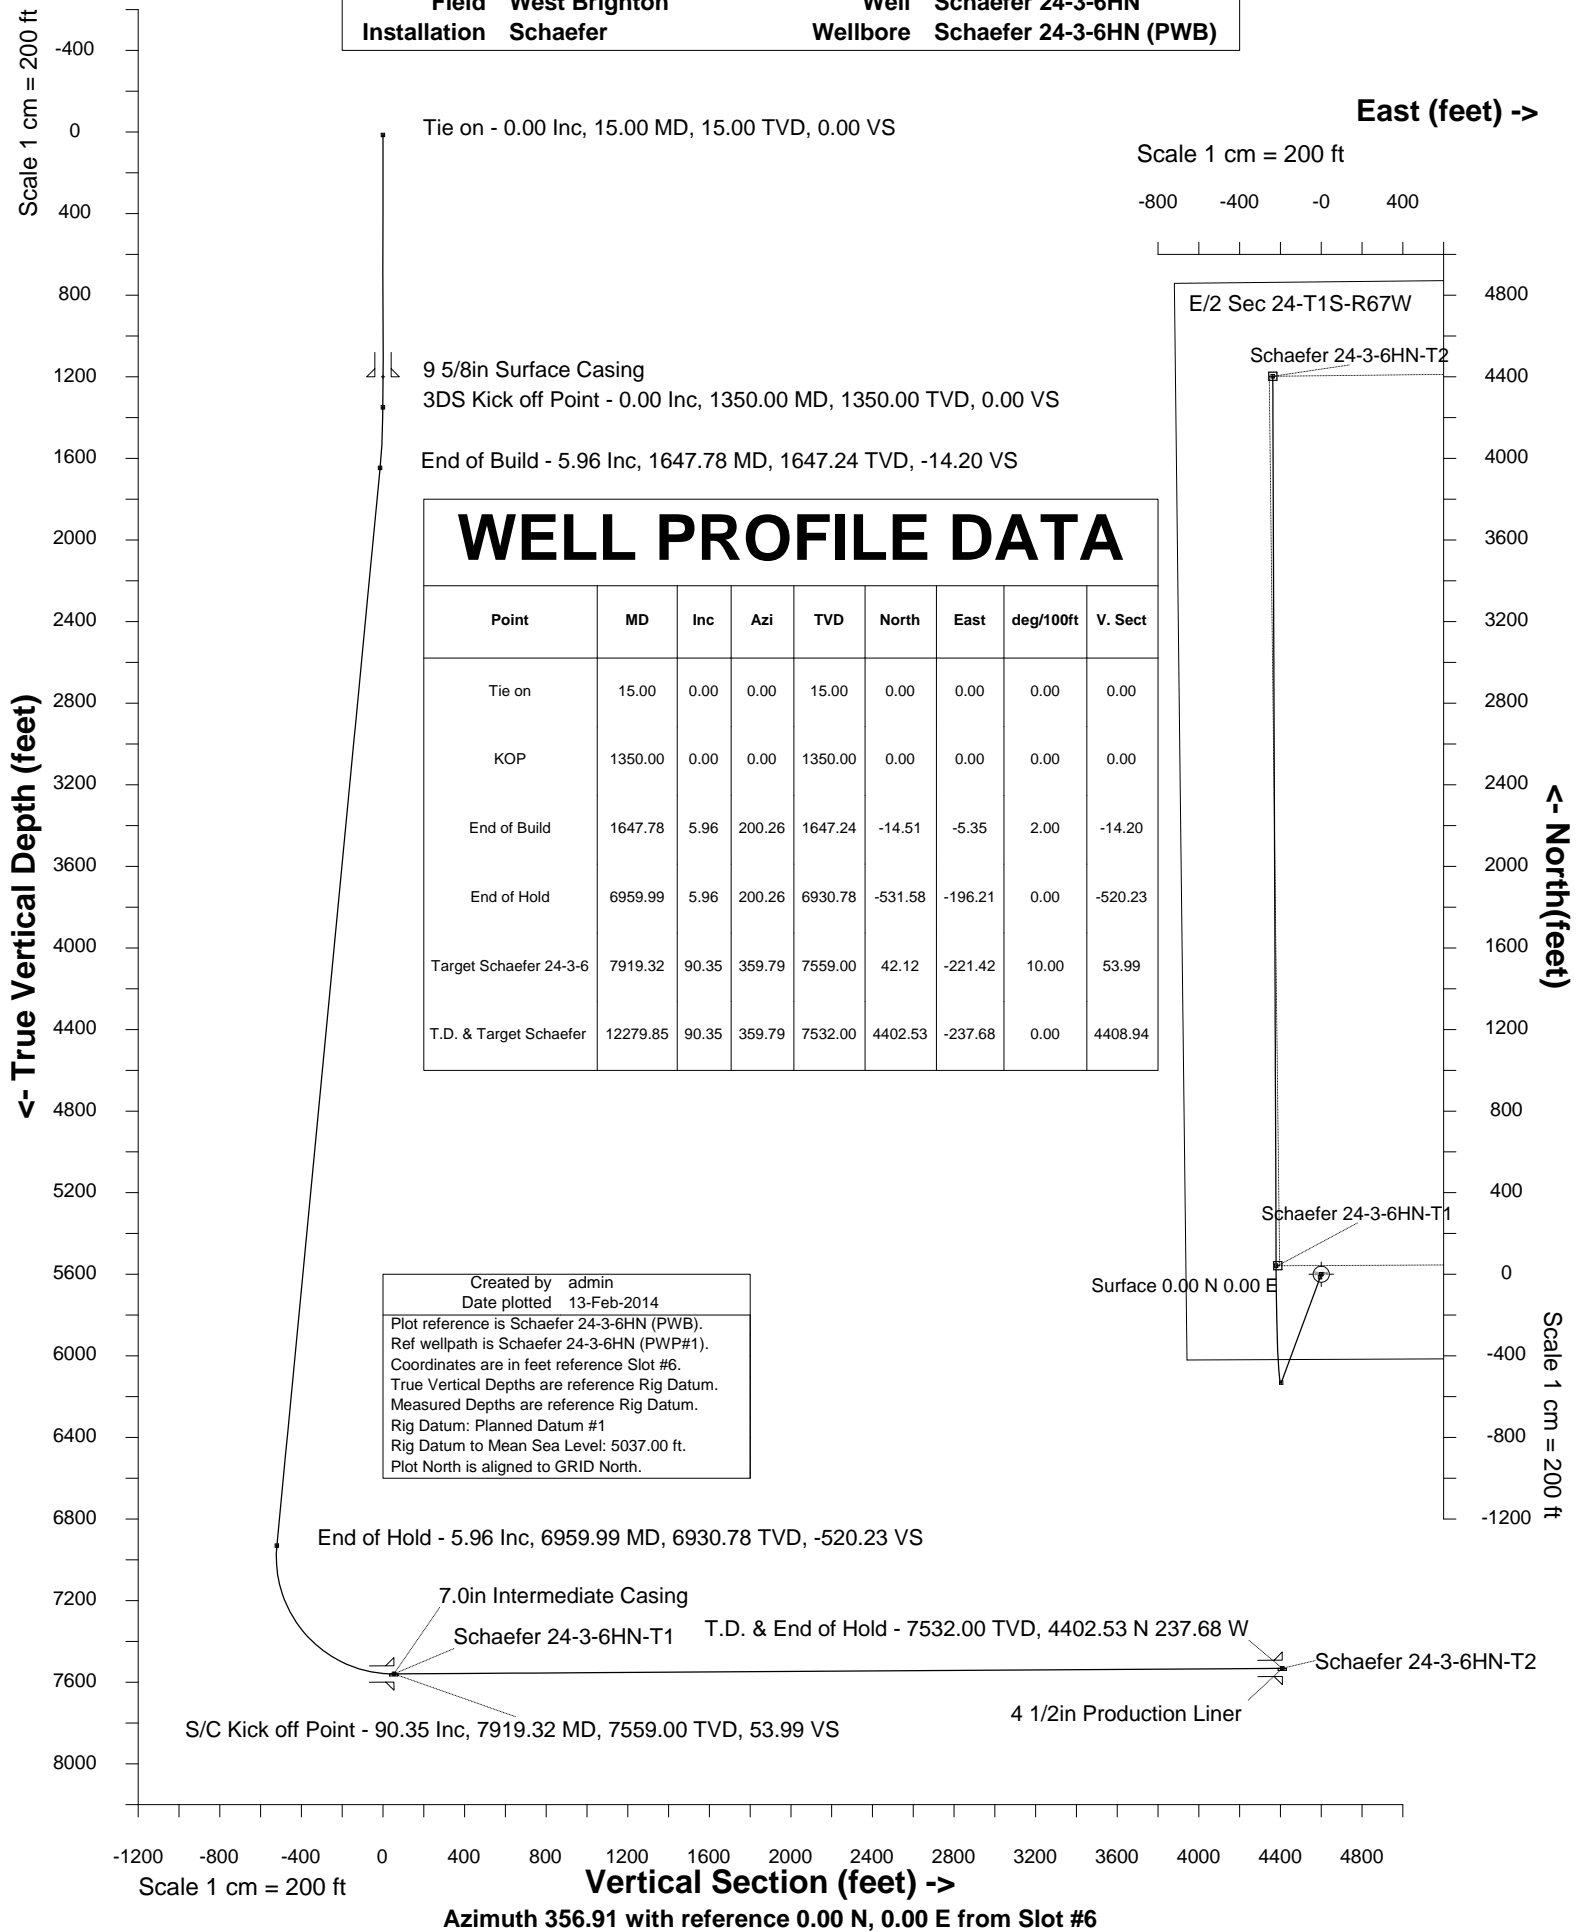 Field West Brighton Well Schaefer 24-3-6HN
Installation Schaefer Wellbore Schaefer 24-3-6HN (PWB)
Scale 1 cm = 200 ft
-400
0
400
800
1200
1600
2000
2400
2800
3200
3600
4000
4400
4800
5200
5600
6000
6400
6800
7200
7600
8000
<- True Vertical Depth (feet)
Tie on - 0.00 Inc, 15.00 MD, 15.00 TVD, 0.00 VS
9 5/8in Surface Casing
3DS Kick off Point - 0.00 Inc, 1350.00 MD, 1350.00 TVD, 0.00 VS
End of Build - 5.96 Inc, 1647.78 MD, 1647.24 TVD, -14.20 VS
WELL PROFILE DATA
Point MD Inc Azi TVD North East deg/100ft V. Sect
Tie on 15.00 0.00 0.00 15.00 0.00 0.00 0.00 0.00
KOP 1350.00 0.00 0.00 1350.00 0.00 0.00 0.00 0.00
End of Build 1647.78 5.96 200.26 1647.24 -14.51 -5.35 2.00 -14.20
End of Hold 6959.99 5.96 200.26 6930.78 -531.58 -196.21 0.00 -520.23
Target Schaefer 24-3-6 7919.32 90.35 359.79 7559.00 42.12 -221.42 10.00 53.99
T.D. & Target Schaefer 12279.85 90.35 359.79 7532.00 4402.53 -237.68 0.00 4408.94
Created by admin
Date plotted 13-Feb-2014
Plot reference is Schaefer 24-3-6HN (PWB).
Ref wellpath is Schaefer 24-3-6HN (PWP#1).
Coordinates are in feet reference Slot #6.
True Vertical Depths are reference Rig Datum.
Measured Depths are reference Rig Datum.
Rig Datum: Planned Datum #1
Rig Datum to Mean Sea Level: 5037.00 ft.
Plot North is aligned to GRID North.
End of Hold - 5.96 Inc, 6959.99 MD, 6930.78 TVD, -520.23 VS
7.0in Intermediate Casing
Schaefer 24-3-6HN-T1
T.D. & End of Hold - 7532.00 TVD, 4402.53 N 237.68 W
Schaefer 24-3-6HN-T2
4 1/2in Production Liner
S/C Kick off Point - 90.35 Inc, 7919.32 MD, 7559.00 TVD, 53.99 VS
East (feet) ->
Scale 1 cm = 200 ft
-800 -400 -0 400
E/2 Sec 24-T1S-R67W
Schaefer 24-3-6HN-T2
Schaefer 24-3-6HN-T1
Surface 0.00 N 0.00 E
4800
4400
4000
3600
3200
2800
2400
2000
1600
1200
800
400
0
-400
-800
-1200
<- North(feet)
Scale 1 cm = 200 ft
-1200 -800 -400 0 400 800 1200 1600 2000 2400 2800 3200 3600 4000 4400 4800
Scale 1 cm = 200 ft
Vertical Section (feet) ->
Azimuth 356.91 with reference 0.00 N, 0.00 E from Slot #6